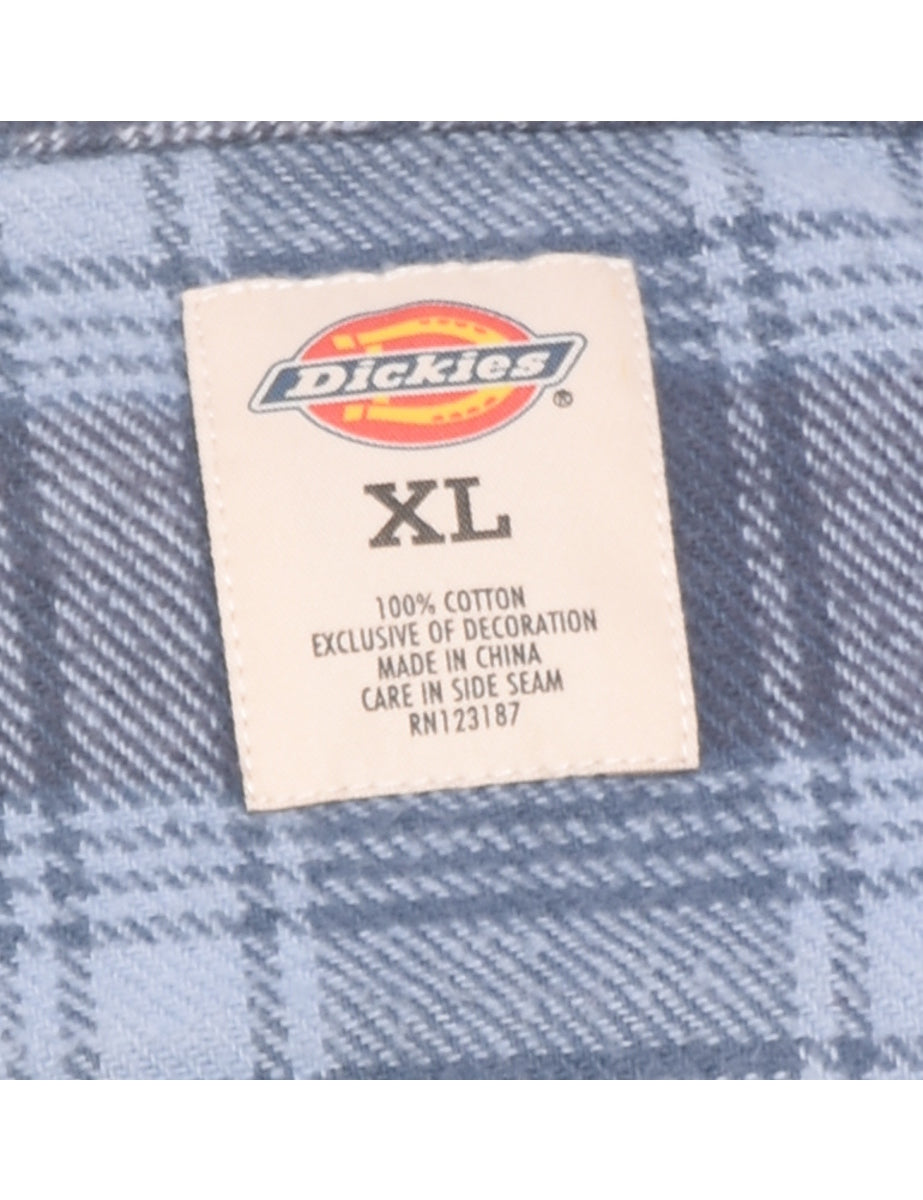 Dickies®
XL
100% COTTON
EXCLUSIVE OF DECORATION
MADE IN CHINA
CARE IN SIDE SEAM
RN123187